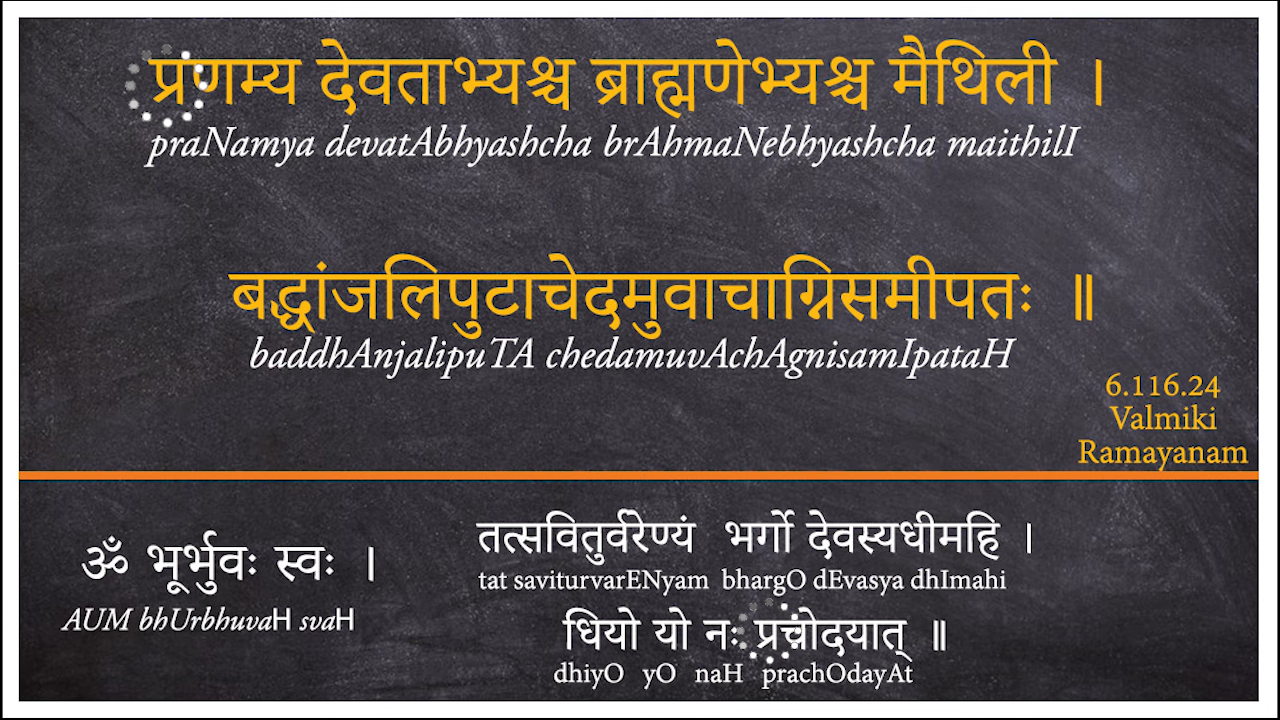 प्रणम्य देवताभ्यश्च ब्राह्मणेभ्यश्च मैथिली ।
praNamya devatAbhyashcha brAhmaNebhyashcha maithilI
बद्धांजलिपुटाचेदमुवाचाग्निसमीपतः ॥
baddhAnjalipuTA chedamuvAchAgnisamIpataH
6.116.24
Valmiki
Ramayanam
ॐ भूर्भुवः स्वः ।
AUM bhUrbhuvaH svaH
तत्सवितुर्वरेण्यं भर्गो देवस्यधीमहि ।
tat saviturvarENyam bhargO dEvasya dhImahi
धियो यो नः प्रचोदयात् ॥
dhiyO yO naH prachOdayAt